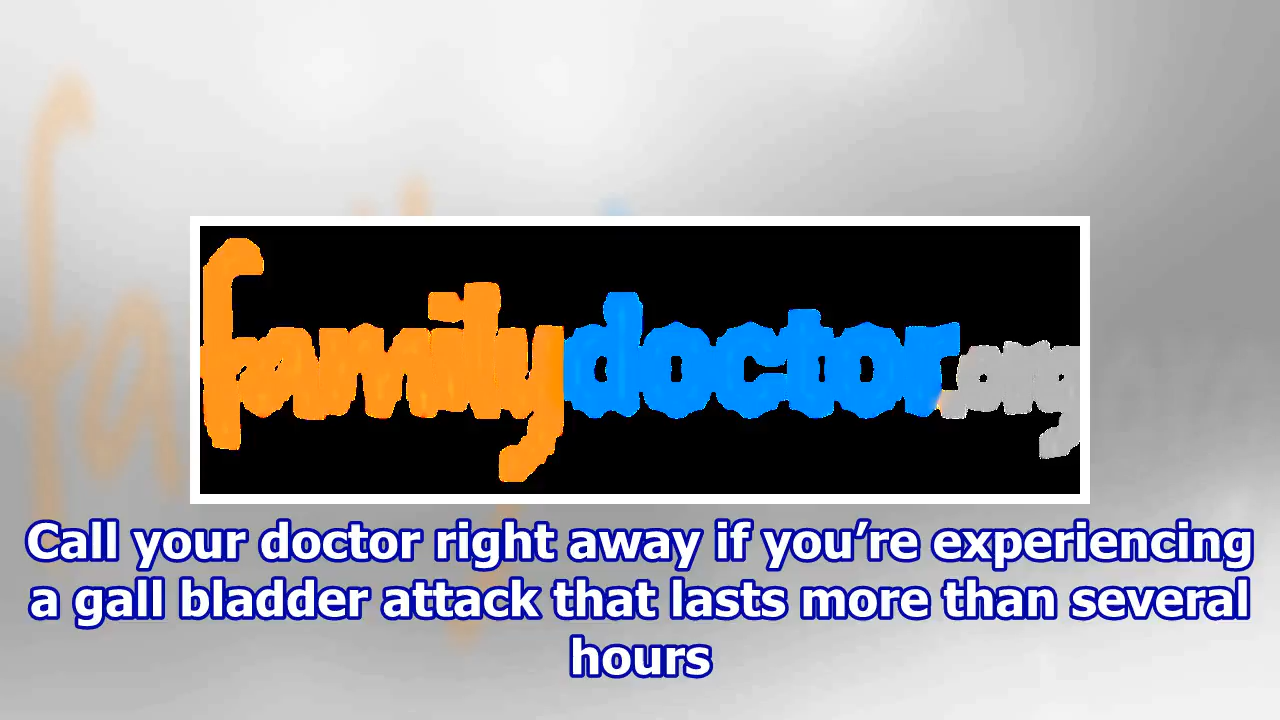 familydoctor.org
Call your doctor right away if you’re experiencing
a gall bladder attack that lasts more than several
hours